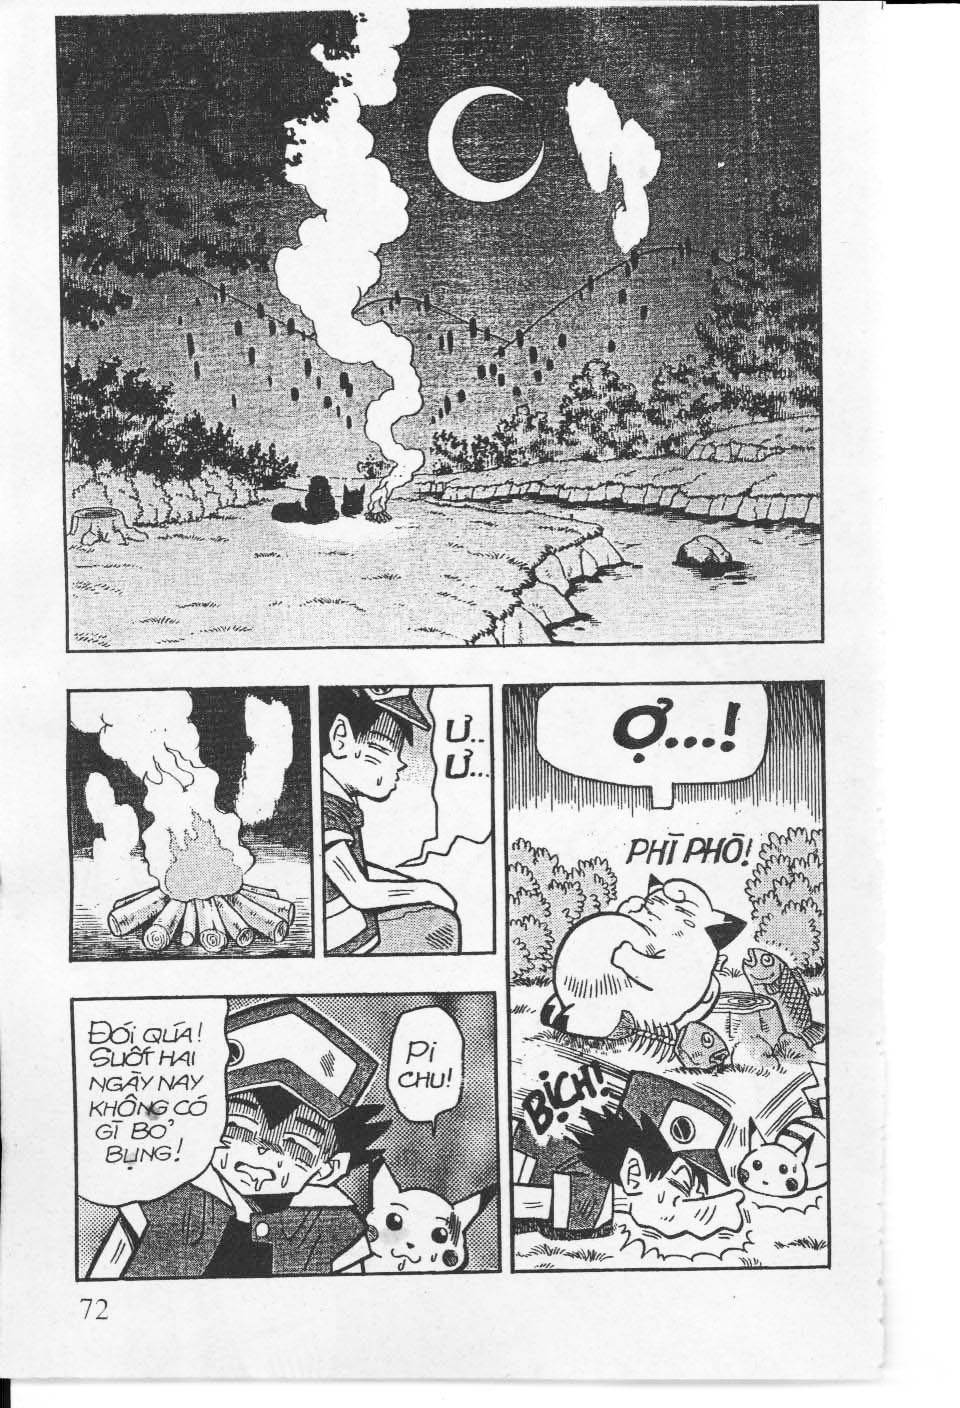 Ư..
Ư...
Ợ...!
PHÌ PHÒ!
BỊCH!
ĐÓI QÚA!
SUỐT HAI
NGÀY NAY
KHÔNG CÓ
GÌ BỎ
BỤNG!
PI
CHU!
72